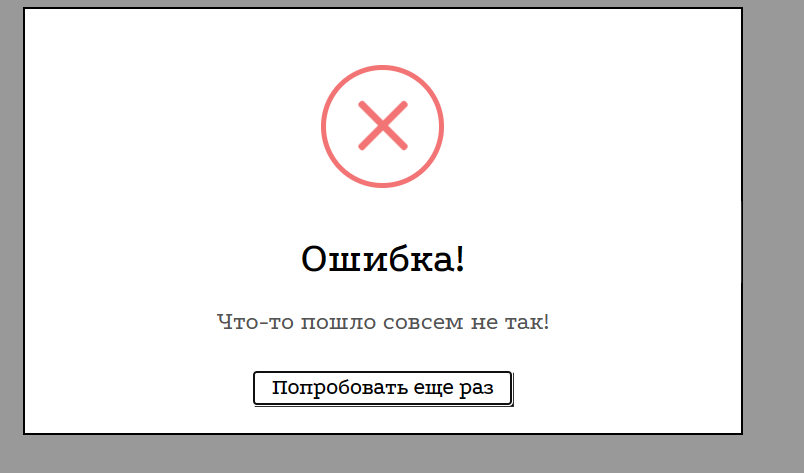 Ошибка!
Что-то пошло совсем не так!
Попробовать еще раз